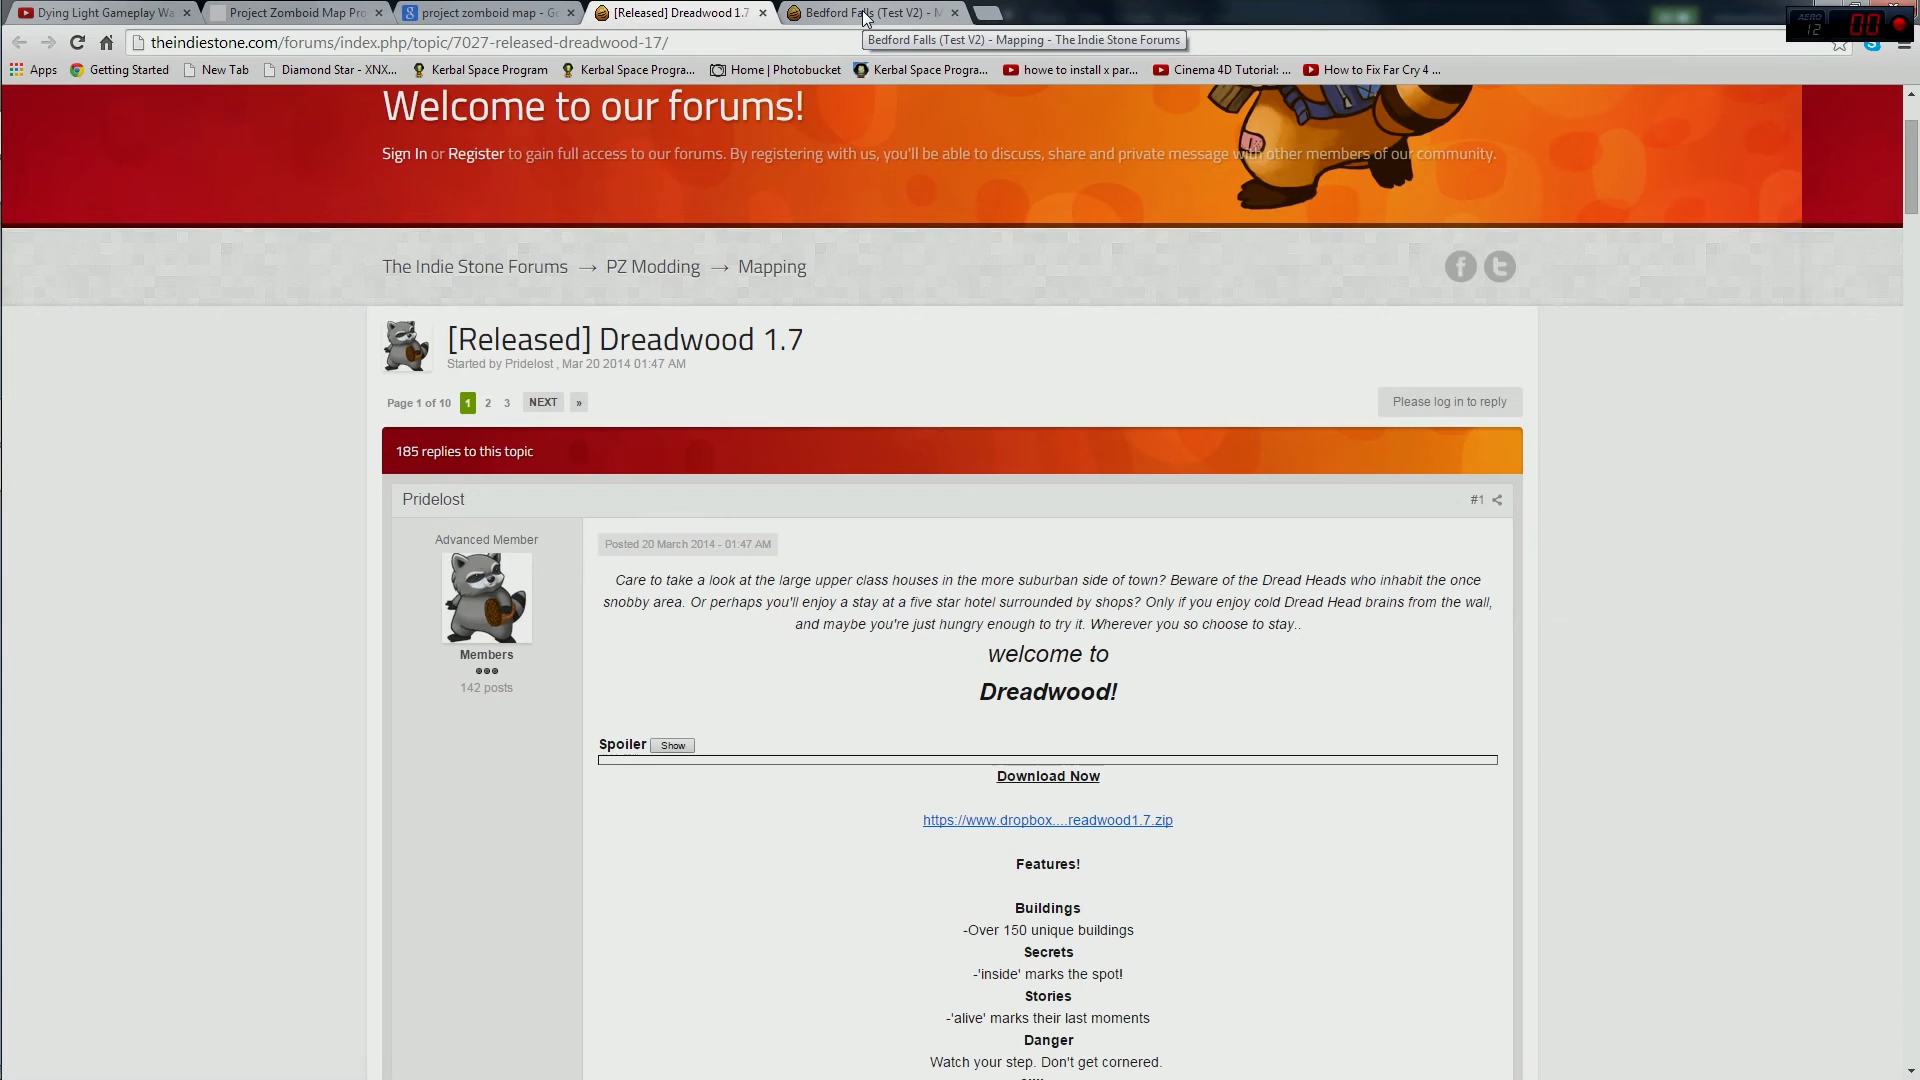 Dying Light Gameplay Wa
Project Zomboid Map Pro
project zomboid map - Go
[Released] Dreadwood 1.7
Bedford Falls (Test V2) - M
AERO
12
00
theindiestone.com/forums/index.php/topic/7027-released-dreadwood-17/
Bedford Falls (Test V2) - Mapping - The Indie Stone Forums
Apps
Getting Started
New Tab
Diamond Star - XNX...
Kerbal Space Program
Kerbal Space Progra...
Home | Photobucket
Kerbal Space Progra...
howe to install x par...
Cinema 4D Tutorial: ...
How to Fix Far Cry 4 ...
Welcome to our forums!
Sign In or Register to gain full access to our forums. By registering with us, you'll be able to discuss, share and private message with other members of our community.
The Indie Stone Forums → PZ Modding → Mapping
[Released] Dreadwood 1.7
Started by Pridelost , Mar 20 2014 01:47 AM
Page 1 of 10 1 2 3 NEXT »
Please log in to reply
185 replies to this topic
Pridelost
#1
Advanced Member
Members
142 posts
Posted 20 March 2014 - 01:47 AM
Care to take a look at the large upper class houses in the more suburban side of town? Beware of the Dread Heads who inhabit the once
snobby area. Or perhaps you'll enjoy a stay at a five star hotel surrounded by shops? Only if you enjoy cold Dread Head brains from the wall,
and maybe you're just hungry enough to try it. Wherever you so choose to stay..
welcome to
Dreadwood!
Spoiler Show
Download Now
https://www.dropbox....readwood1.7.zip
Features!
Buildings
-Over 150 unique buildings
Secrets
-'inside' marks the spot!
Stories
-'alive' marks their last moments
Danger
Watch your step. Don't get cornered.